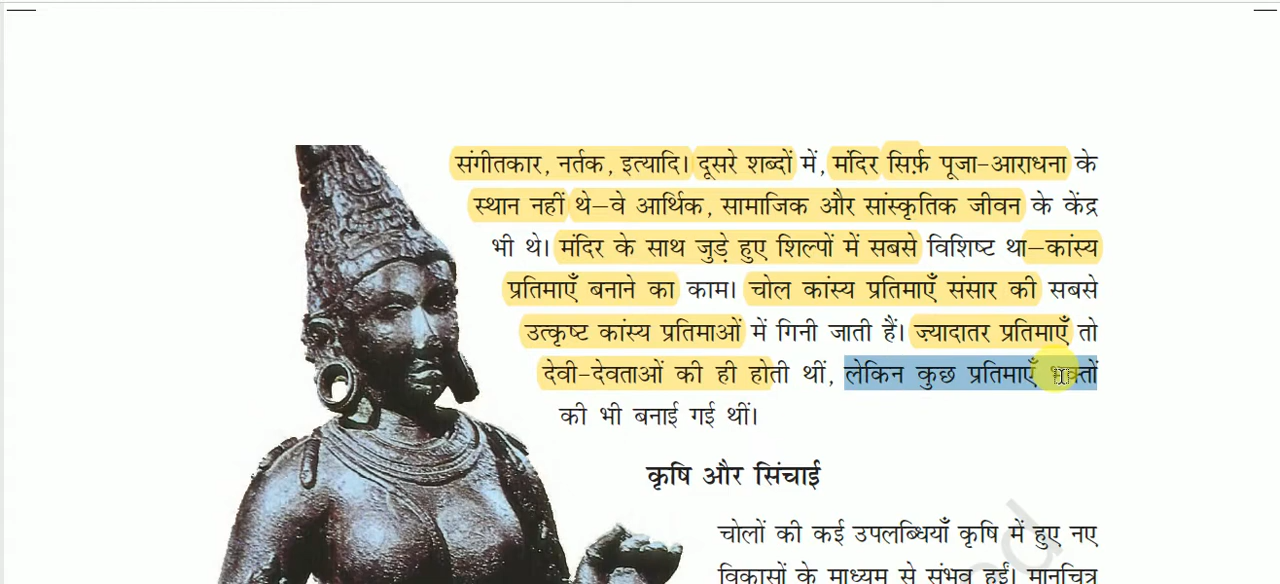 संगीतकार, नर्तक, इत्यादि। दूसरे शब्दों में, मंदिर सिर्फ़ पूजा-आराधना के
स्थान नहीं थे–वे आर्थिक, सामाजिक और सांस्कृतिक जीवन के केंद्र
भी थे। मंदिर के साथ जुड़े हुए शिल्पों में सबसे विशिष्ट था–कांस्य
प्रतिमाएँ बनाने का काम। चोल कांस्य प्रतिमाएँ संसार की सबसे
उत्कृष्ट कांस्य प्रतिमाओं में गिनी जाती हैं। ज़्यादातर प्रतिमाएँ तो
देवी-देवताओं की ही होती थीं, लेकिन कुछ प्रतिमाएँ भक्तों
की भी बनाई गई थीं।
कृषि और सिंचाई
चोलों की कई उपलब्धियाँ कृषि में हुए नए
विकासों के माध्यम से संभव हुईं। मानचित्र